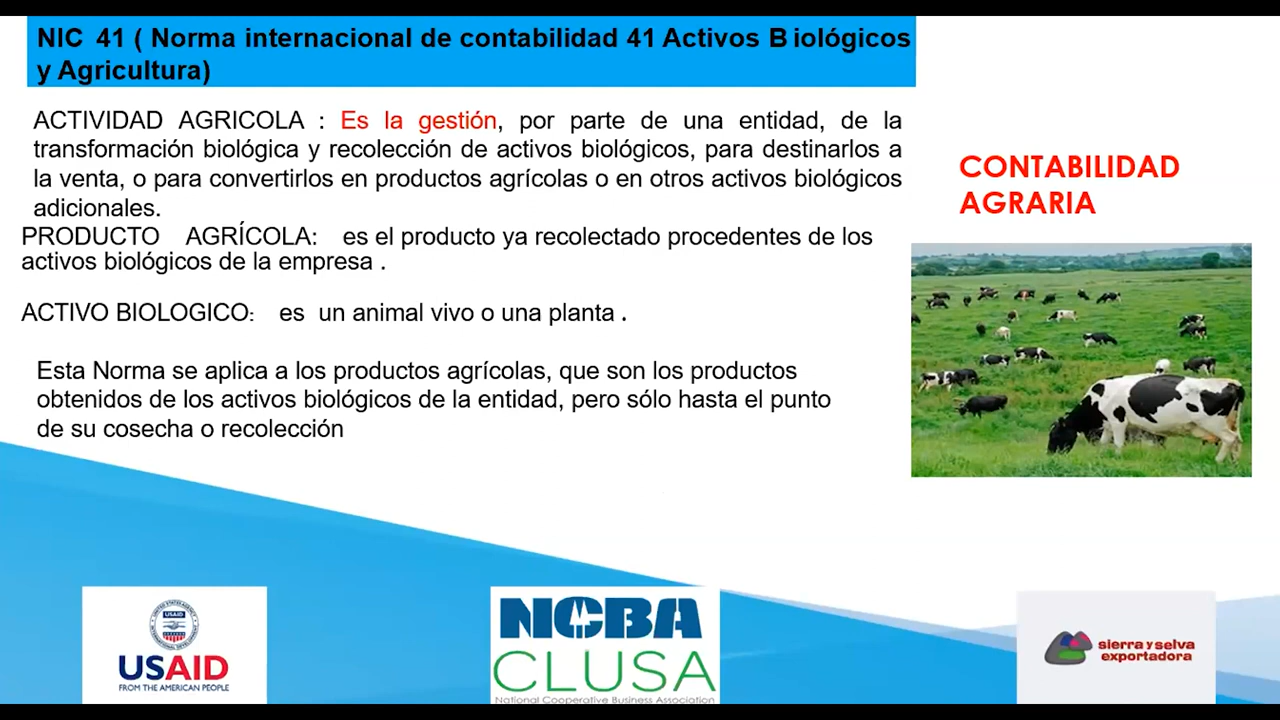 NIC 41 ( Norma internacional de contabilidad 41 Activos B iológicos
y Agricultura)
ACTIVIDAD AGRICOLA : Es la gestión, por parte de una entidad, de la
transformación biológica y recolección de activos biológicos, para destinarlos a
la venta, o para convertirlos en productos agrícolas o en otros activos biológicos
adicionales.
PRODUCTO AGRÍCOLA: es el producto ya recolectado procedentes de los
activos biológicos de la empresa .
ACTIVO BIOLOGICO: es un animal vivo o una planta .
Esta Norma se aplica a los productos agrícolas, que son los productos
obtenidos de los activos biológicos de la entidad, pero sólo hasta el punto
de su cosecha o recolección
CONTABILIDAD
AGRARIA
USAID
USAID
FROM THE AMERICAN PEOPLE
NCBA
CLUSA
National Cooperative Business Association
sierra y selva
exportadora